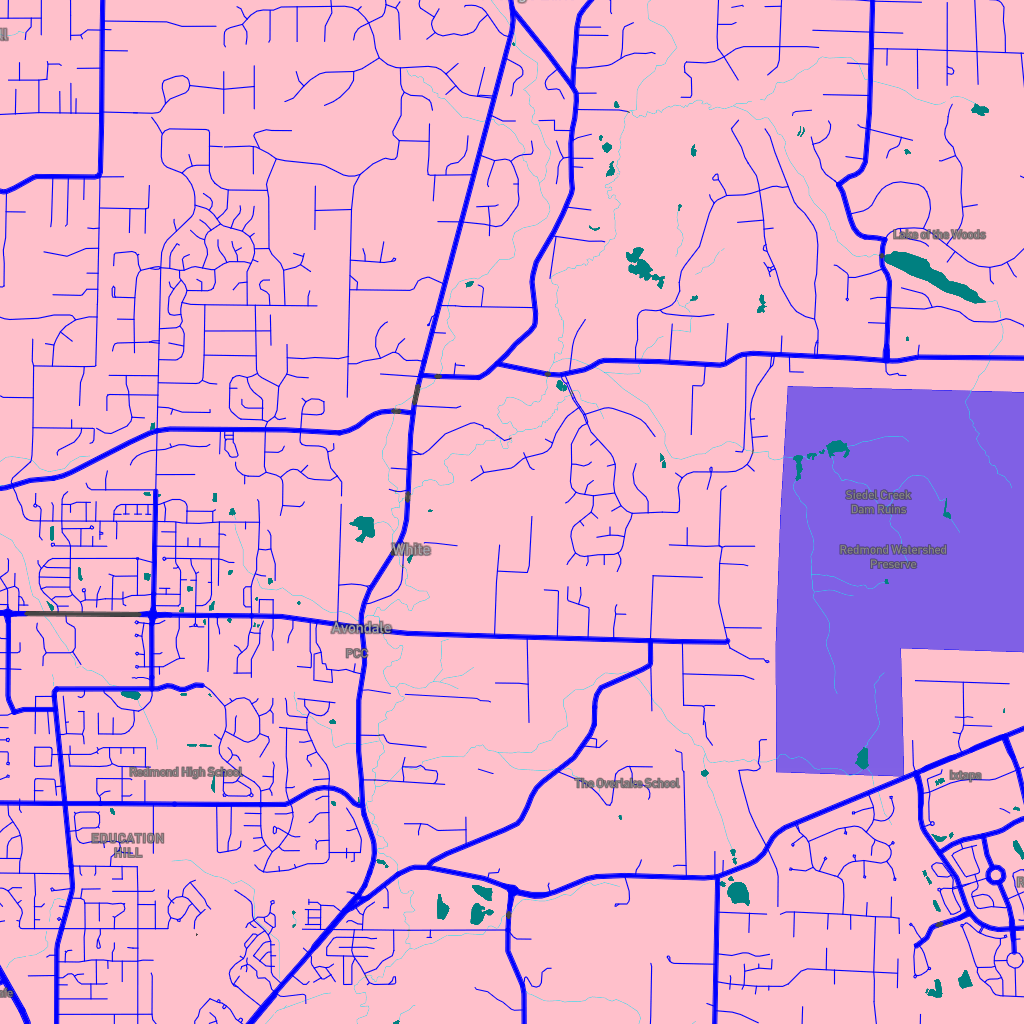 Lake of the Woods
Siedel Creek
Dam Ruins
White
Redmond Watershed
Preserve
Avondale
PCC
Redmond High School
Ixtapa
The Overlake School
EDUCATION
HILL